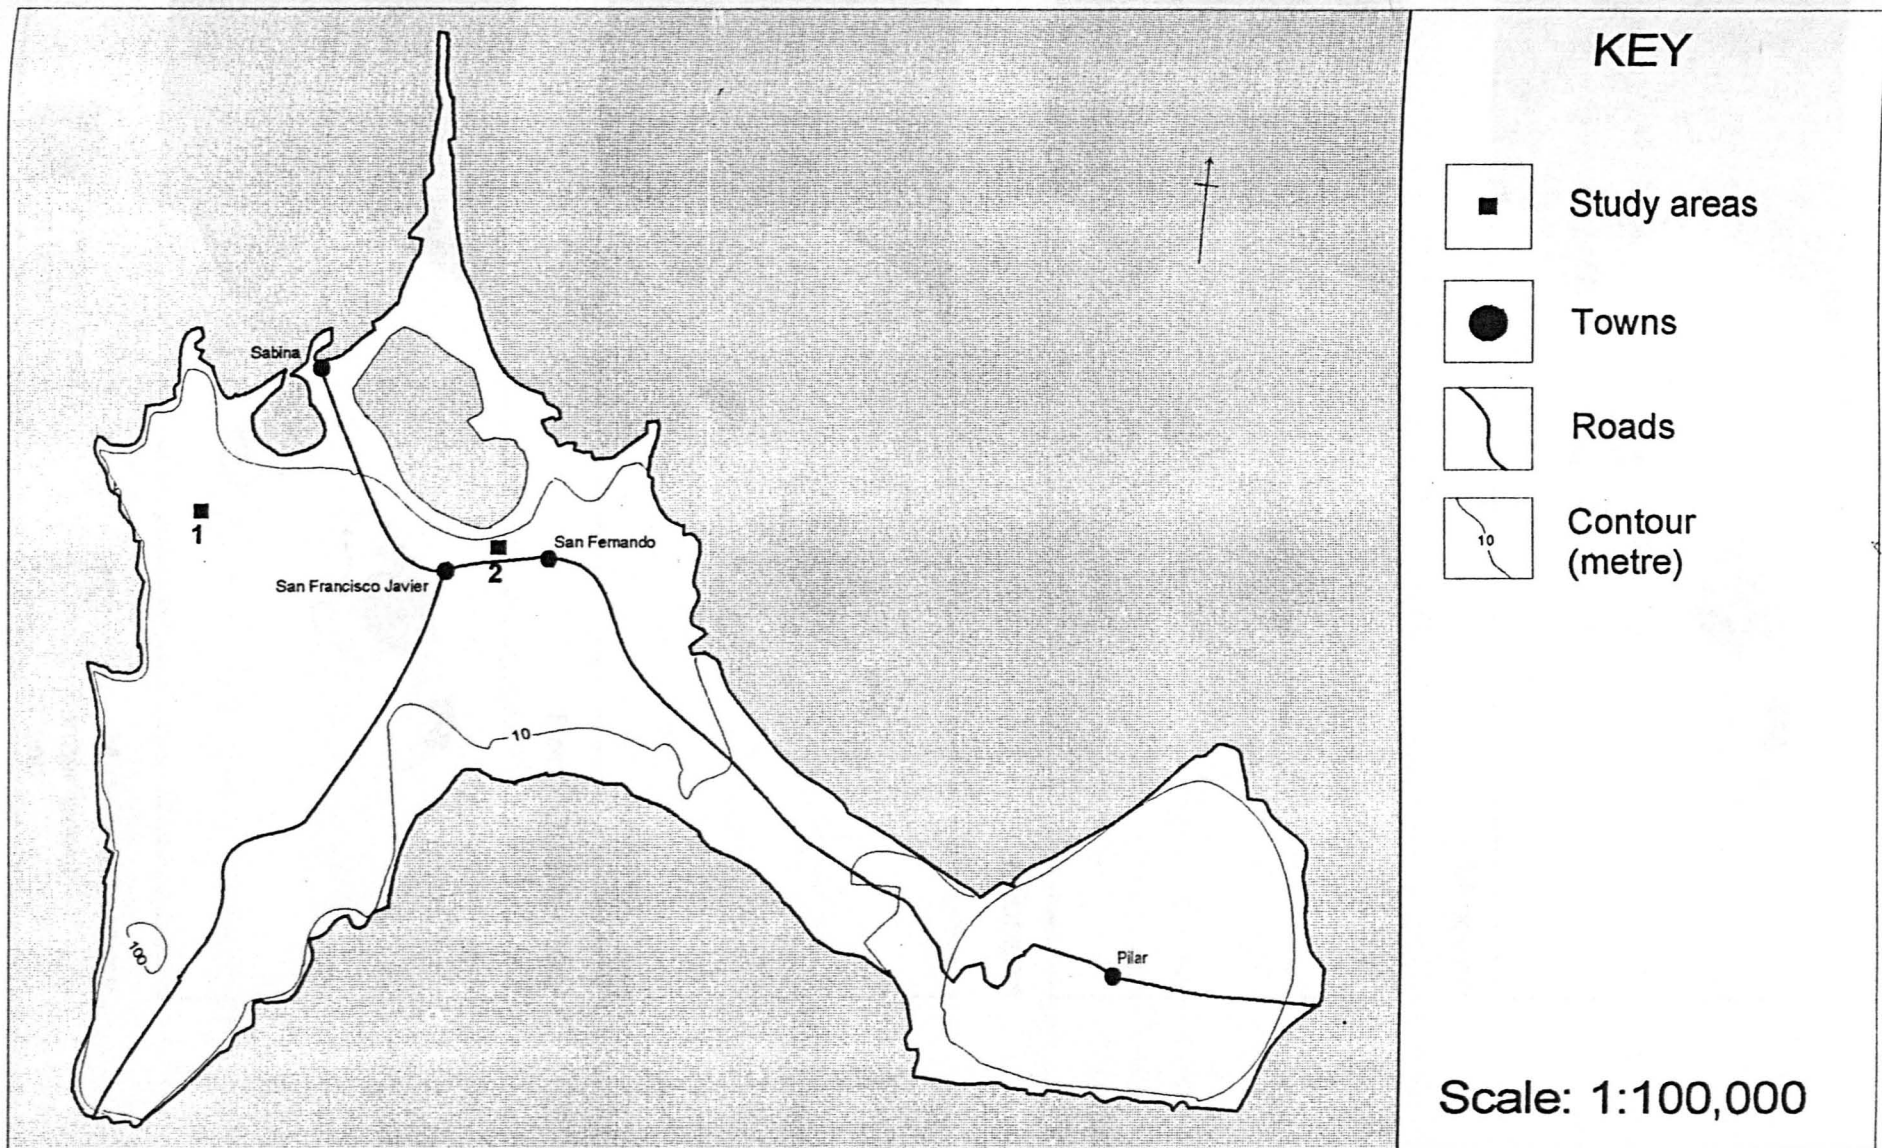 KEY
Study areas
Towns
Roads
10
Contour
(metre)
Scale: 1:100,000
Sabina
1
2
San Fernando
San Francisco Javier
10
100
Pilar